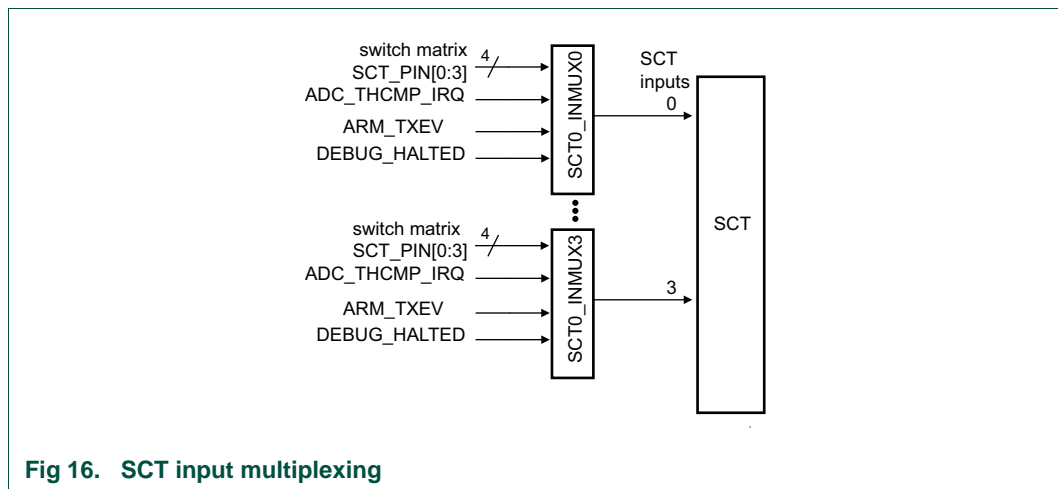 switch matrix
SCT_PIN[0:3]
4
ADC_THCMP_IRQ
ARM_TXEV
DEBUG_HALTED
SCT0_INMUX0
SCT
inputs
0
switch matrix
SCT_PIN[0:3]
4
ADC_THCMP_IRQ
ARM_TXEV
DEBUG_HALTED
SCT0_INMUX3
3
SCT
Fig 16. SCT input multiplexing